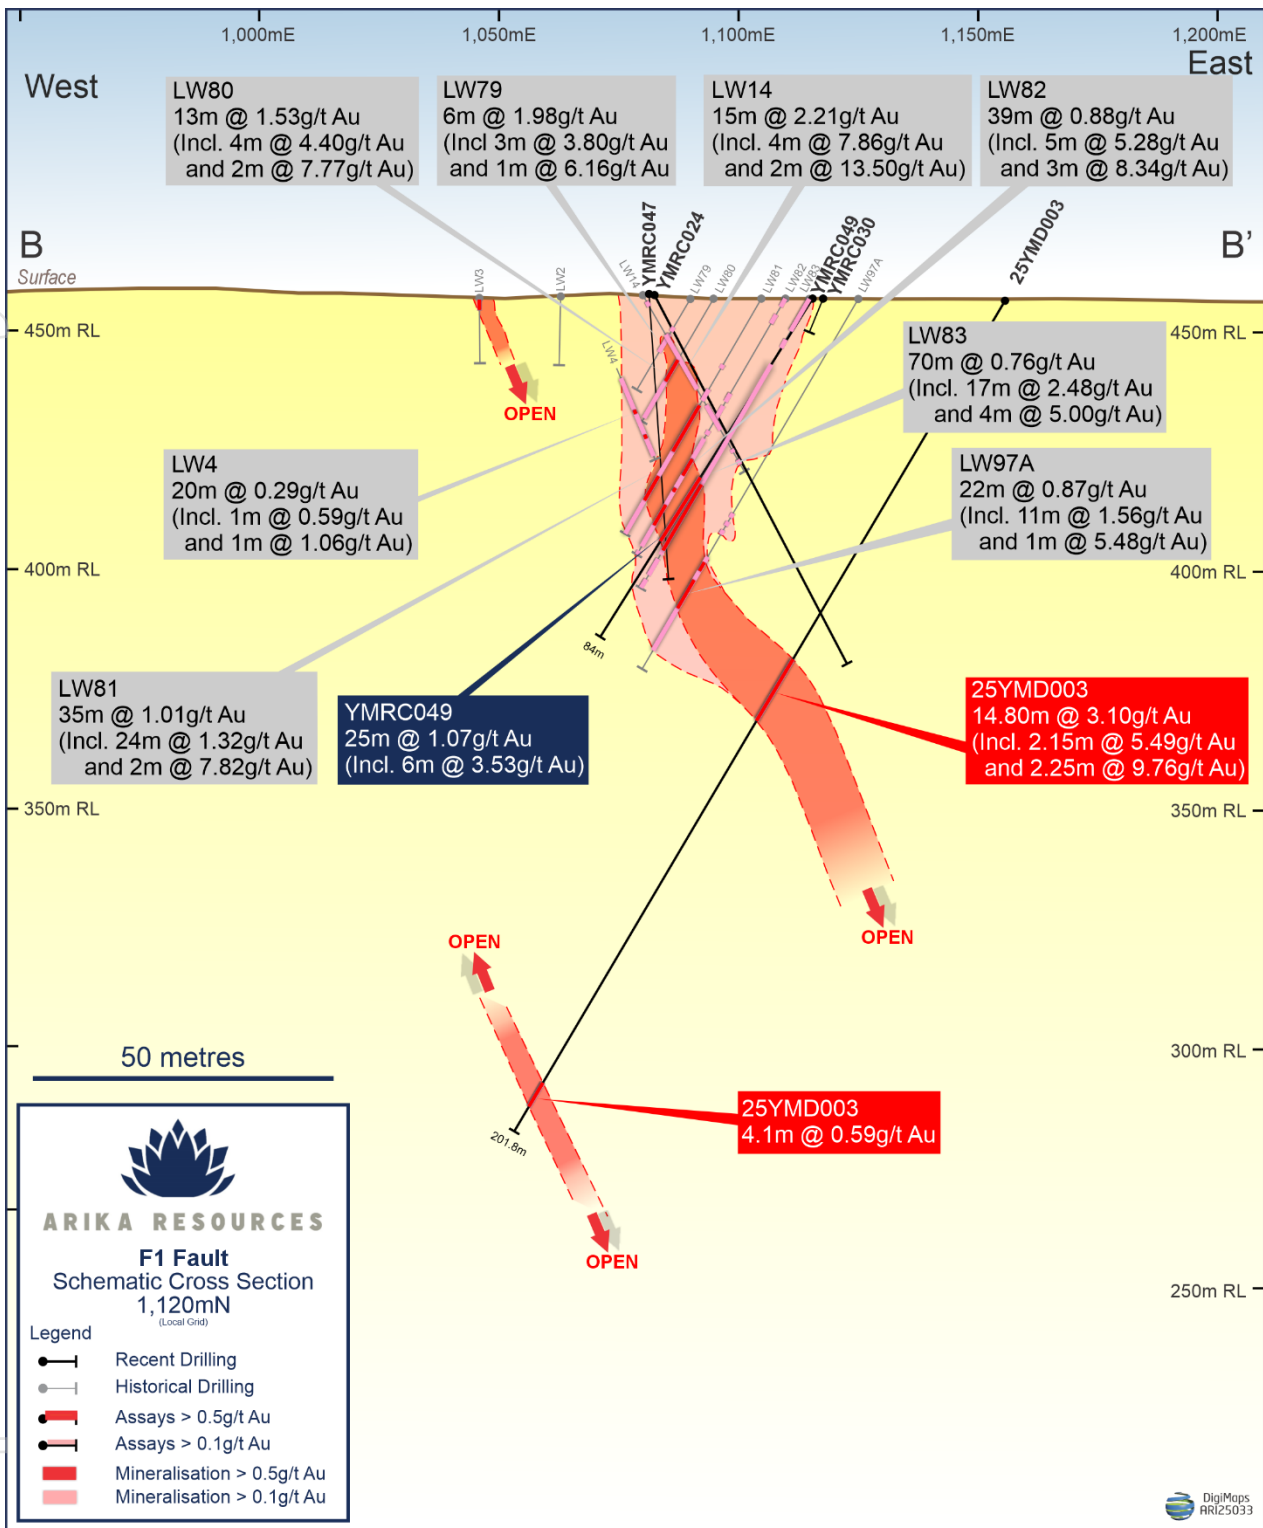 1,000mE
1,050mE
1,100mE
1,150mE
1,200mE
West
East
LW80
13m @ 1.53g/t Au
(Incl. 4m @ 4.40g/t Au
and 2m @ 7.77g/t Au)
LW79
6m @ 1.98g/t Au
(Incl 3m @ 3.80g/t Au
and 1m @ 6.16g/t Au
LW14
15m @ 2.21g/t Au
(Incl. 4m @ 7.86g/t Au
and 2m @ 13.50g/t Au)
LW82
39m @ 0.88g/t Au
(Incl. 5m @ 5.28g/t Au
and 3m @ 8.34g/t Au)
B
B'
Surface
LW3
LW2
LW14
YMRC047
YMRC024
LW79
LW80
LW81
LW82
LW83
YMRC049
YMRC030
LW97A
25YMD003
450m RL
450m RL
LW4
OPEN
LW83
70m @ 0.76g/t Au
(Incl. 17m @ 2.48g/t Au
and 4m @ 5.00g/t Au)
LW4
20m @ 0.29g/t Au
(Incl. 1m @ 0.59g/t Au
and 1m @ 1.06g/t Au)
LW97A
22m @ 0.87g/t Au
(Incl. 11m @ 1.56g/t Au
and 1m @ 5.48g/t Au)
400m RL
400m RL
84m
LW81
35m @ 1.01g/t Au
(Incl. 24m @ 1.32g/t Au
and 2m @ 7.82g/t Au)
YMRC049
25m @ 1.07g/t Au
(Incl. 6m @ 3.53g/t Au)
25YMD003
14.80m @ 3.10g/t Au
(Incl. 2.15m @ 5.49g/t Au
and 2.25m @ 9.76g/t Au)
350m RL
350m RL
OPEN
OPEN
300m RL
50 metres
25YMD003
4.1m @ 0.59g/t Au
201.8m
OPEN
250m RL
ARIKA RESOURCES
F1 Fault
Schematic Cross Section
1,120mN
(Local Grid)
Legend
Recent Drilling
Historical Drilling
Assays > 0.5g/t Au
Assays > 0.1g/t Au
Mineralisation > 0.5g/t Au
Mineralisation > 0.1g/t Au
DigiMaps
ARI25033